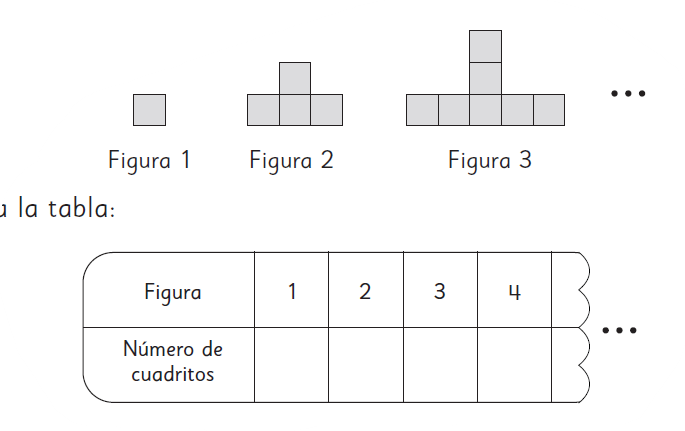 Figura 1 Figura 2 Figura 3
la tabla:
Figura 1 2 3 4
Número de
cuadritos